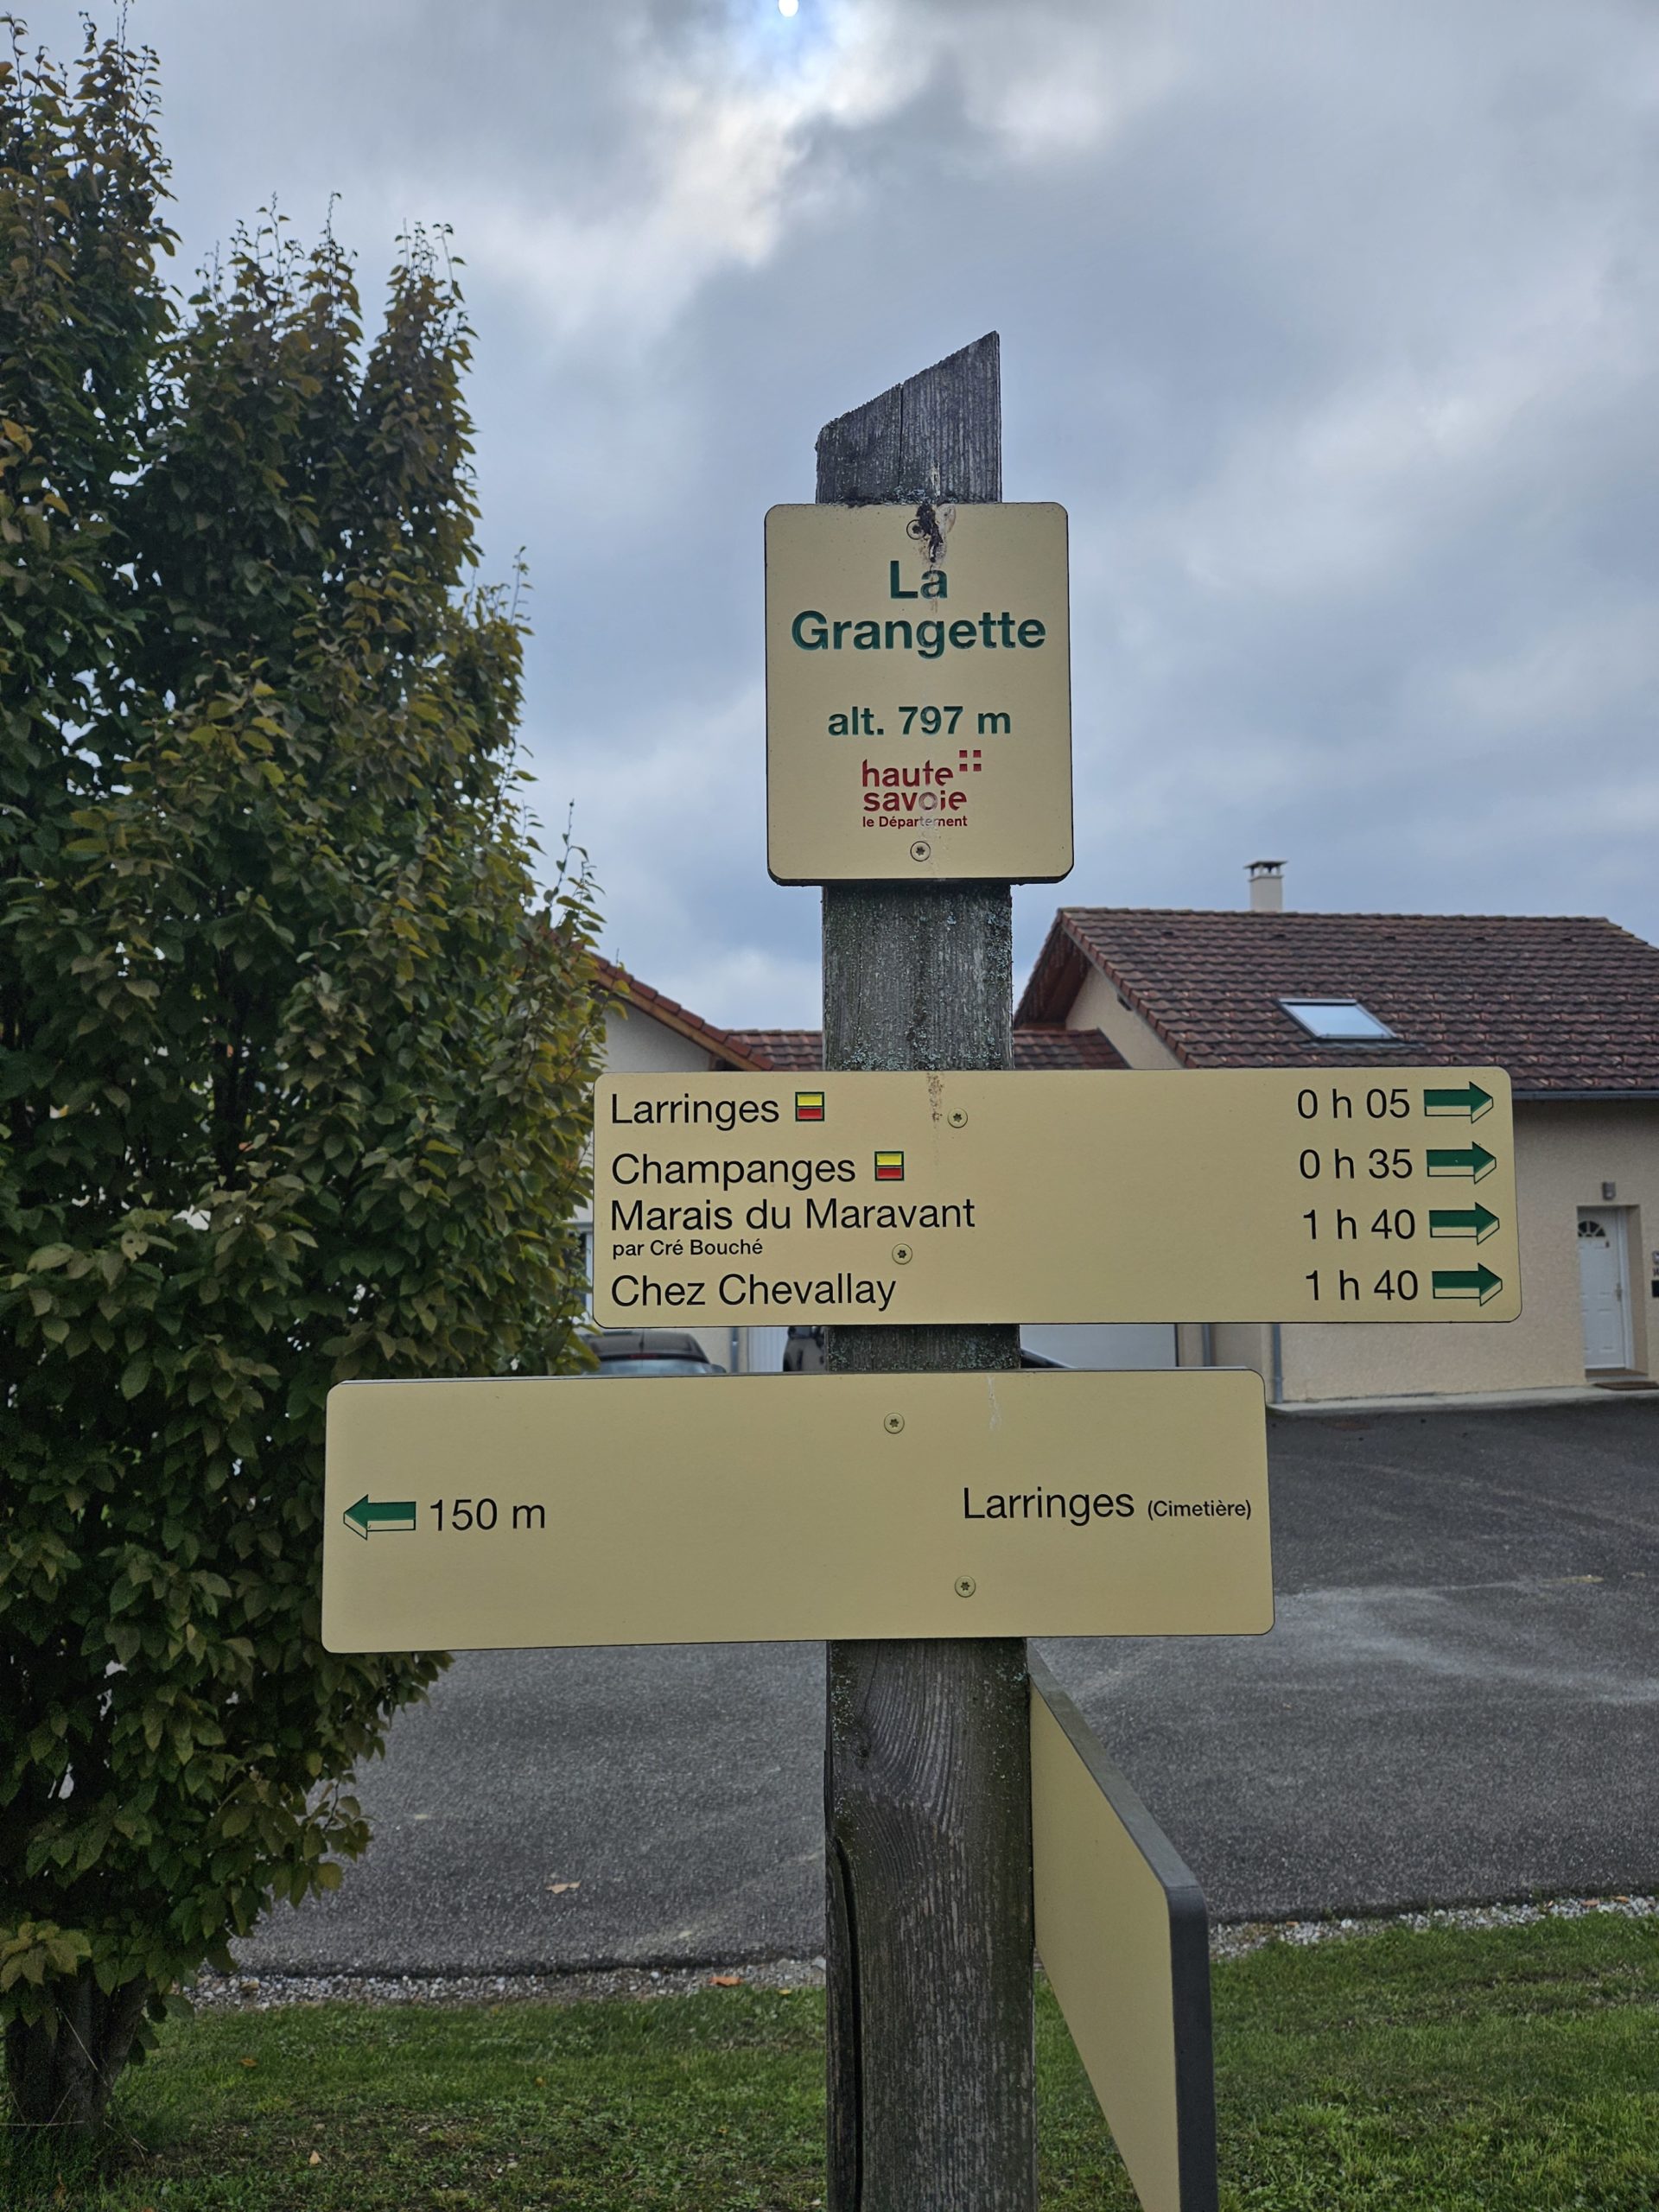 La
Grangette
alt. 797 m
haute
savoie
le Département
Larringes 0 h 05
Champanges 0 h 35
Marais du Maravant 1 h 40
par Cré Bouché
Chez Chevallay 1 h 40
150 m Larringes (Cimetière)